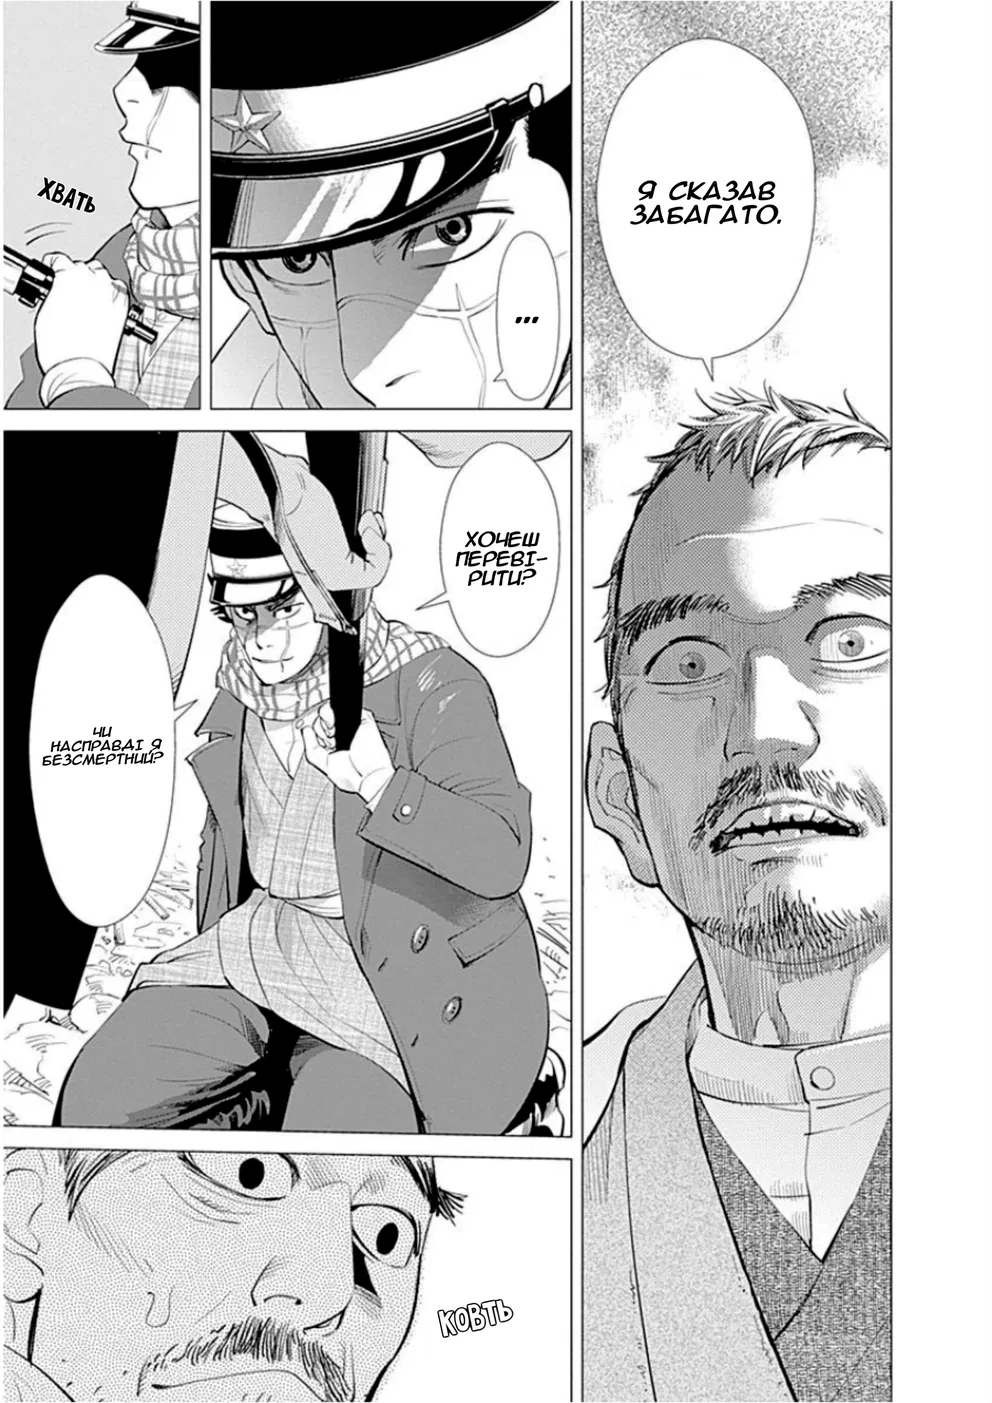 Я СКАЗАВ
ЗАБАГАТО.
...
ХВАТЬ
ХОЧЕШ
ПЕРЕВІ-
РИТИ?
ЧИ
НАСПРАВДІ Я
БЕЗСМЕРТНИЙ?
КОВТЬ